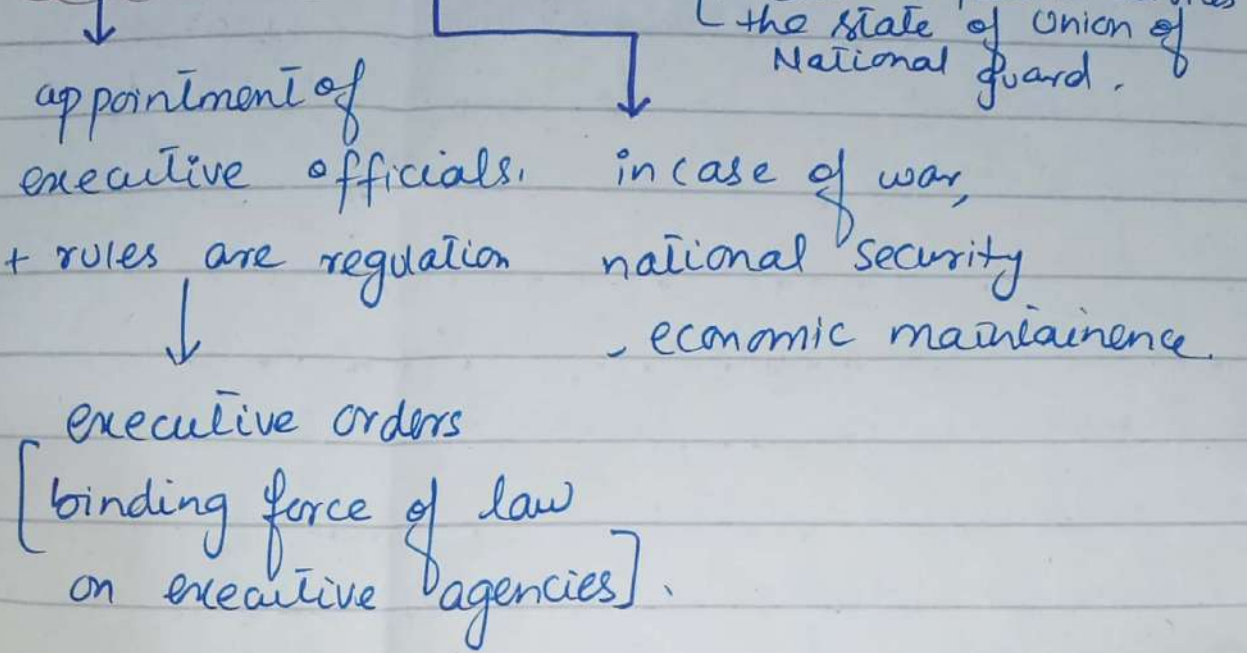 the state of Union of
National guard.
appointment of
executive officials.
+ rules are regulation
executive orders
[binding force of law
on executive agencies].
in case of war,
national security
, economic maintainence.